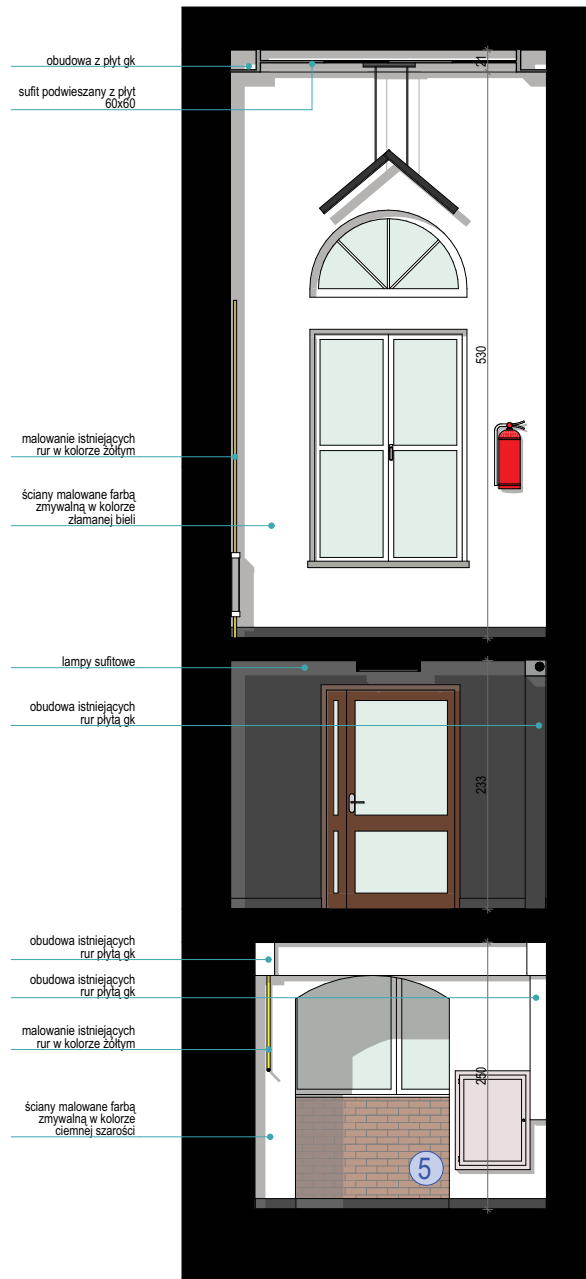 obudowa z płyt gk
21
sufit podwieszany z płyt
60x60
530
malowanie istniejących
rur w kolorze żółtym
ściany malowane farbą
zmywalną w kolorze
złamanej bieli
lampy sufitowe
obudowa istniejących
rur płytą gk
233
obudowa istniejących
rur płytą gk
obudowa istniejących
rur płytą gk
malowanie istniejących
rur w kolorze żółtym
250
ściany malowane farbą
zmywalną w kolorze
ciemnej szarości
5